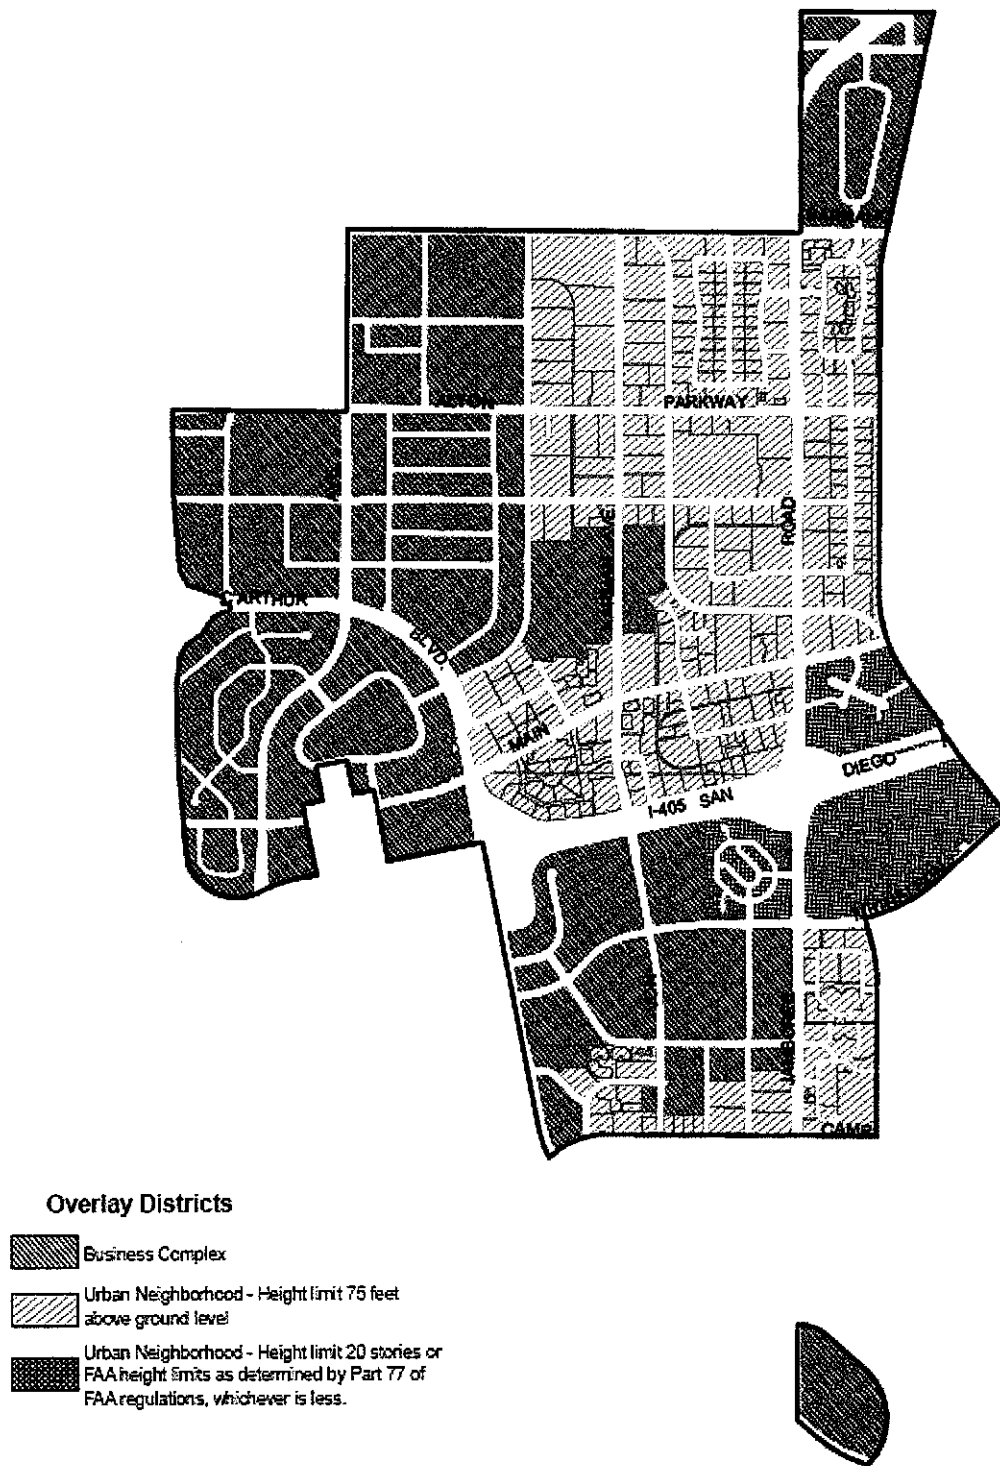 ALTON
PARKWAY
ROAD
ARTHUR
BLVD
MAIN
DIEGO
I-405 SAN
Overlay Districts
Business Complex
Urban Neighborhood - Height limit 75 feet
above ground level
Urban Neighborhood - Height limit 20 stories or
FAA height limits as determined by Part 77 of
FAA regulations, whichever is less.